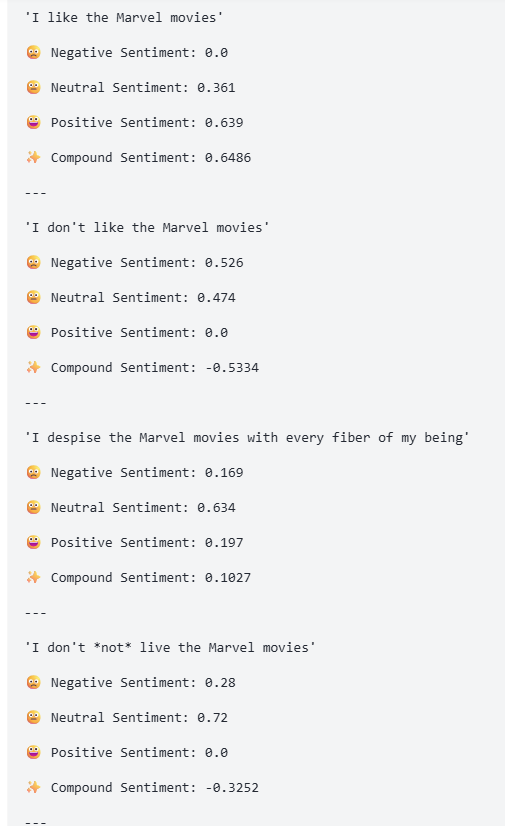 'I like the Marvel movies'
Negative Sentiment: 0.0
Neutral Sentiment: 0.361
Positive Sentiment: 0.639
Compound Sentiment: 0.6486
---
'I don't like the Marvel movies'
Negative Sentiment: 0.526
Neutral Sentiment: 0.474
Positive Sentiment: 0.0
Compound Sentiment: -0.5334
---
'I despise the Marvel movies with every fiber of my being'
Negative Sentiment: 0.169
Neutral Sentiment: 0.634
Positive Sentiment: 0.197
Compound Sentiment: 0.1027
---
'I don't *not* live the Marvel movies'
Negative Sentiment: 0.28
Neutral Sentiment: 0.72
Positive Sentiment: 0.0
Compound Sentiment: -0.3252
---